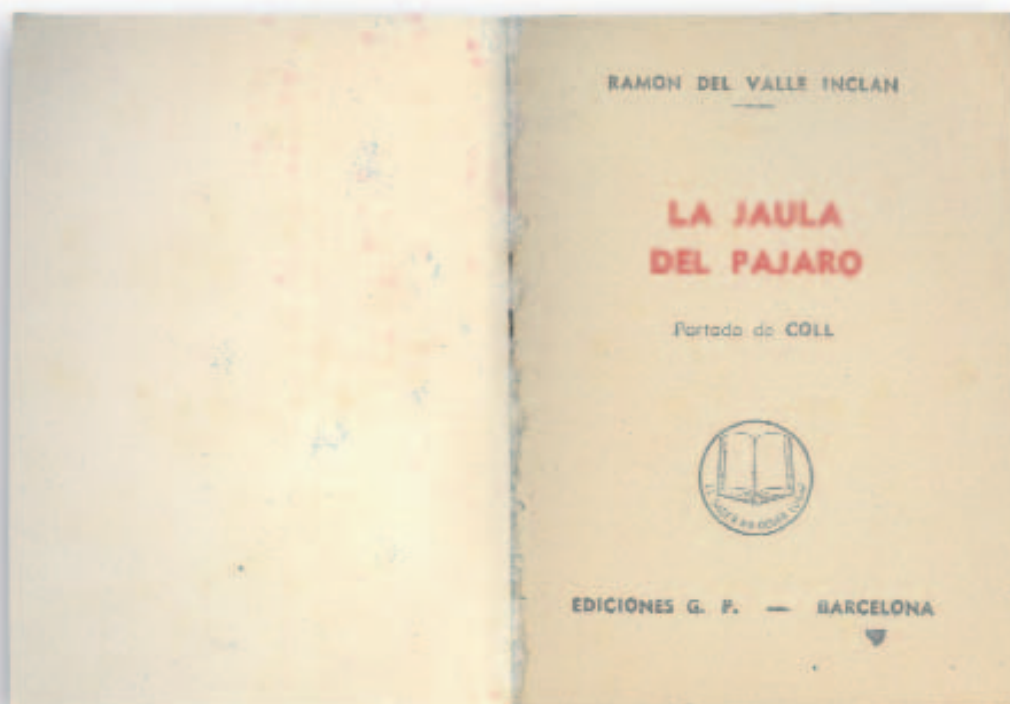 RAMON DEL VALLE INCLAN
LA JAULA
DEL PAJARO
Portada de COLL
EDICIONES G. P. — BARCELONA